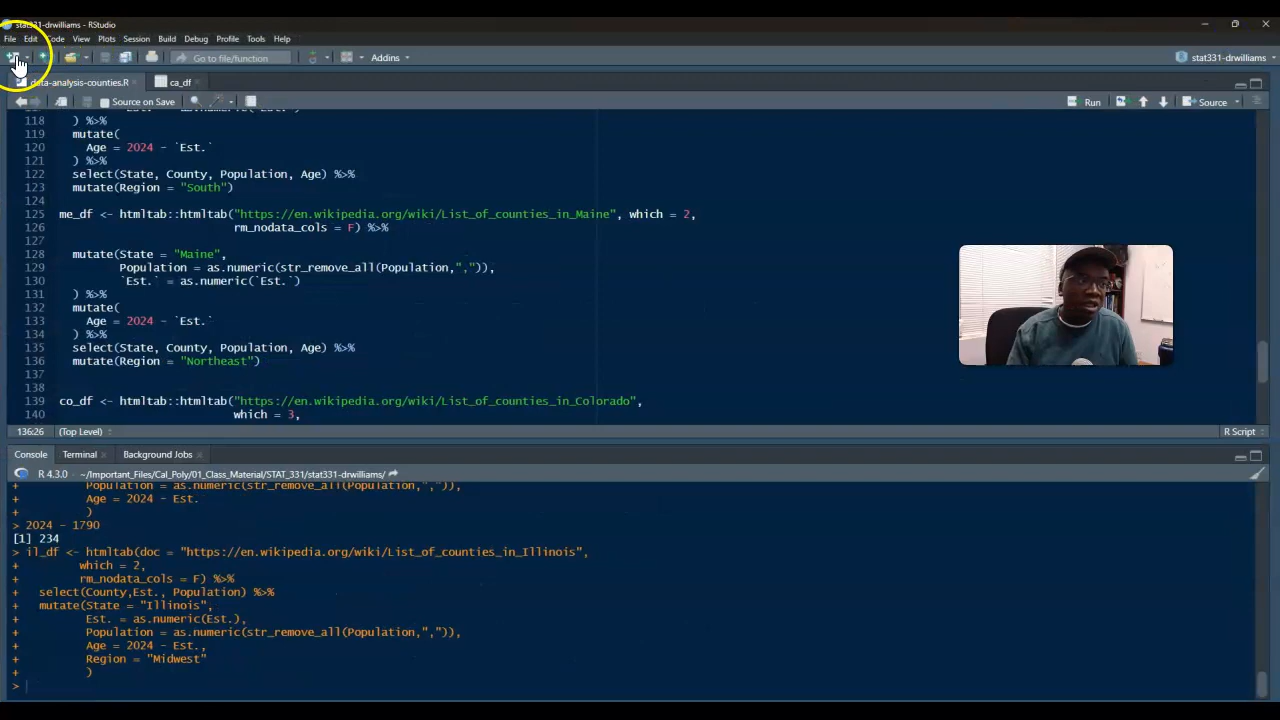 stat331-drwilliams - RStudio
File Edit Code View Plots Session Build Debug Profile Tools Help
Go to file/function Addins stat331-drwilliams
data-analysis-counties.R ca_df
Source on Save Run Source
118 ) %>%
119 mutate(
120 Age = 2024 - `Est.`
121 ) %>%
122 select(State, County, Population, Age) %>%
123 mutate(Region = "South")
124
125 me_df <- htmltab::htmltab("https://en.wikipedia.org/wiki/List_of_counties_in_Maine", which = 2,
126 rm_nodata_cols = F) %>%
127
128 mutate(State = "Maine",
129 Population = as.numeric(str_remove_all(Population,",")),
130 `Est.` = as.numeric(`Est.`)
131 ) %>%
132 mutate(
133 Age = 2024 - `Est.`
134 ) %>%
135 select(State, County, Population, Age) %>%
136 mutate(Region = "Northeast")
137
138
139 co_df <- htmltab::htmltab("https://en.wikipedia.org/wiki/List_of_counties_in_Colorado",
140 which = 3,
136:26 (Top Level) R Script
Console Terminal Background Jobs
R 4.3.0 · ~/Important_Files/Cal_Poly/01_Class_Material/STAT_331/stat331-drwilliams/
+ Population = as.numeric(str_remove_all(Population,",")),
+ Age = 2024 - Est.
+ )
> 2024 - 1790
[1] 234
> il_df <- htmltab(doc = "https://en.wikipedia.org/wiki/List_of_counties_in_Illinois",
+ which = 2,
+ rm_nodata_cols = F) %>%
+ select(County,Est., Population) %>%
+ mutate(State = "Illinois",
+ Est. = as.numeric(Est.),
+ Population = as.numeric(str_remove_all(Population,",")),
+ Age = 2024 - Est.,
+ Region = "Midwest"
+ )
>